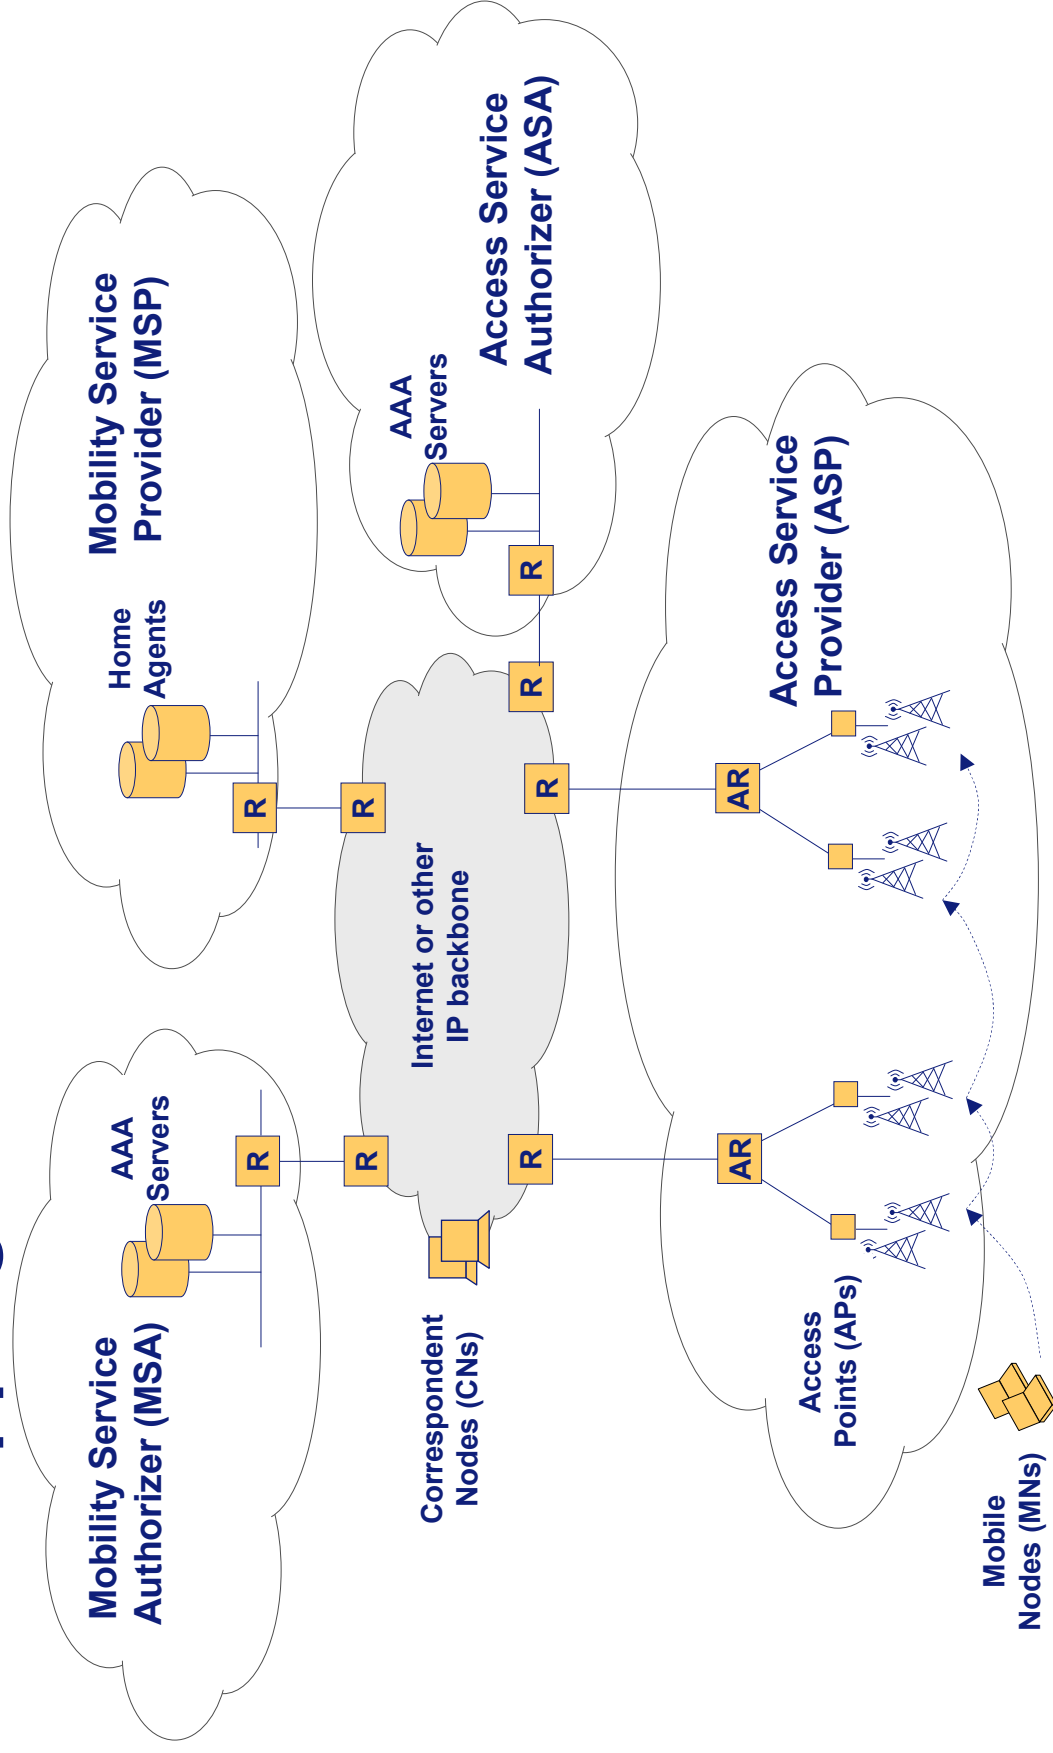 Mobility Service
Authorizer (MSA)
AAA
Servers
R
R
Mobility Service
Provider (MSP)
Home
Agents
R
R
Access Service
Authorizer (ASA)
AAA
Servers
R
R
Internet or other
IP backbone
Correspondent
Nodes (CNs)
R
R
AR
AR
Access Service
Provider (ASP)
Access
Points (APs)
Mobile
Nodes (MNs)